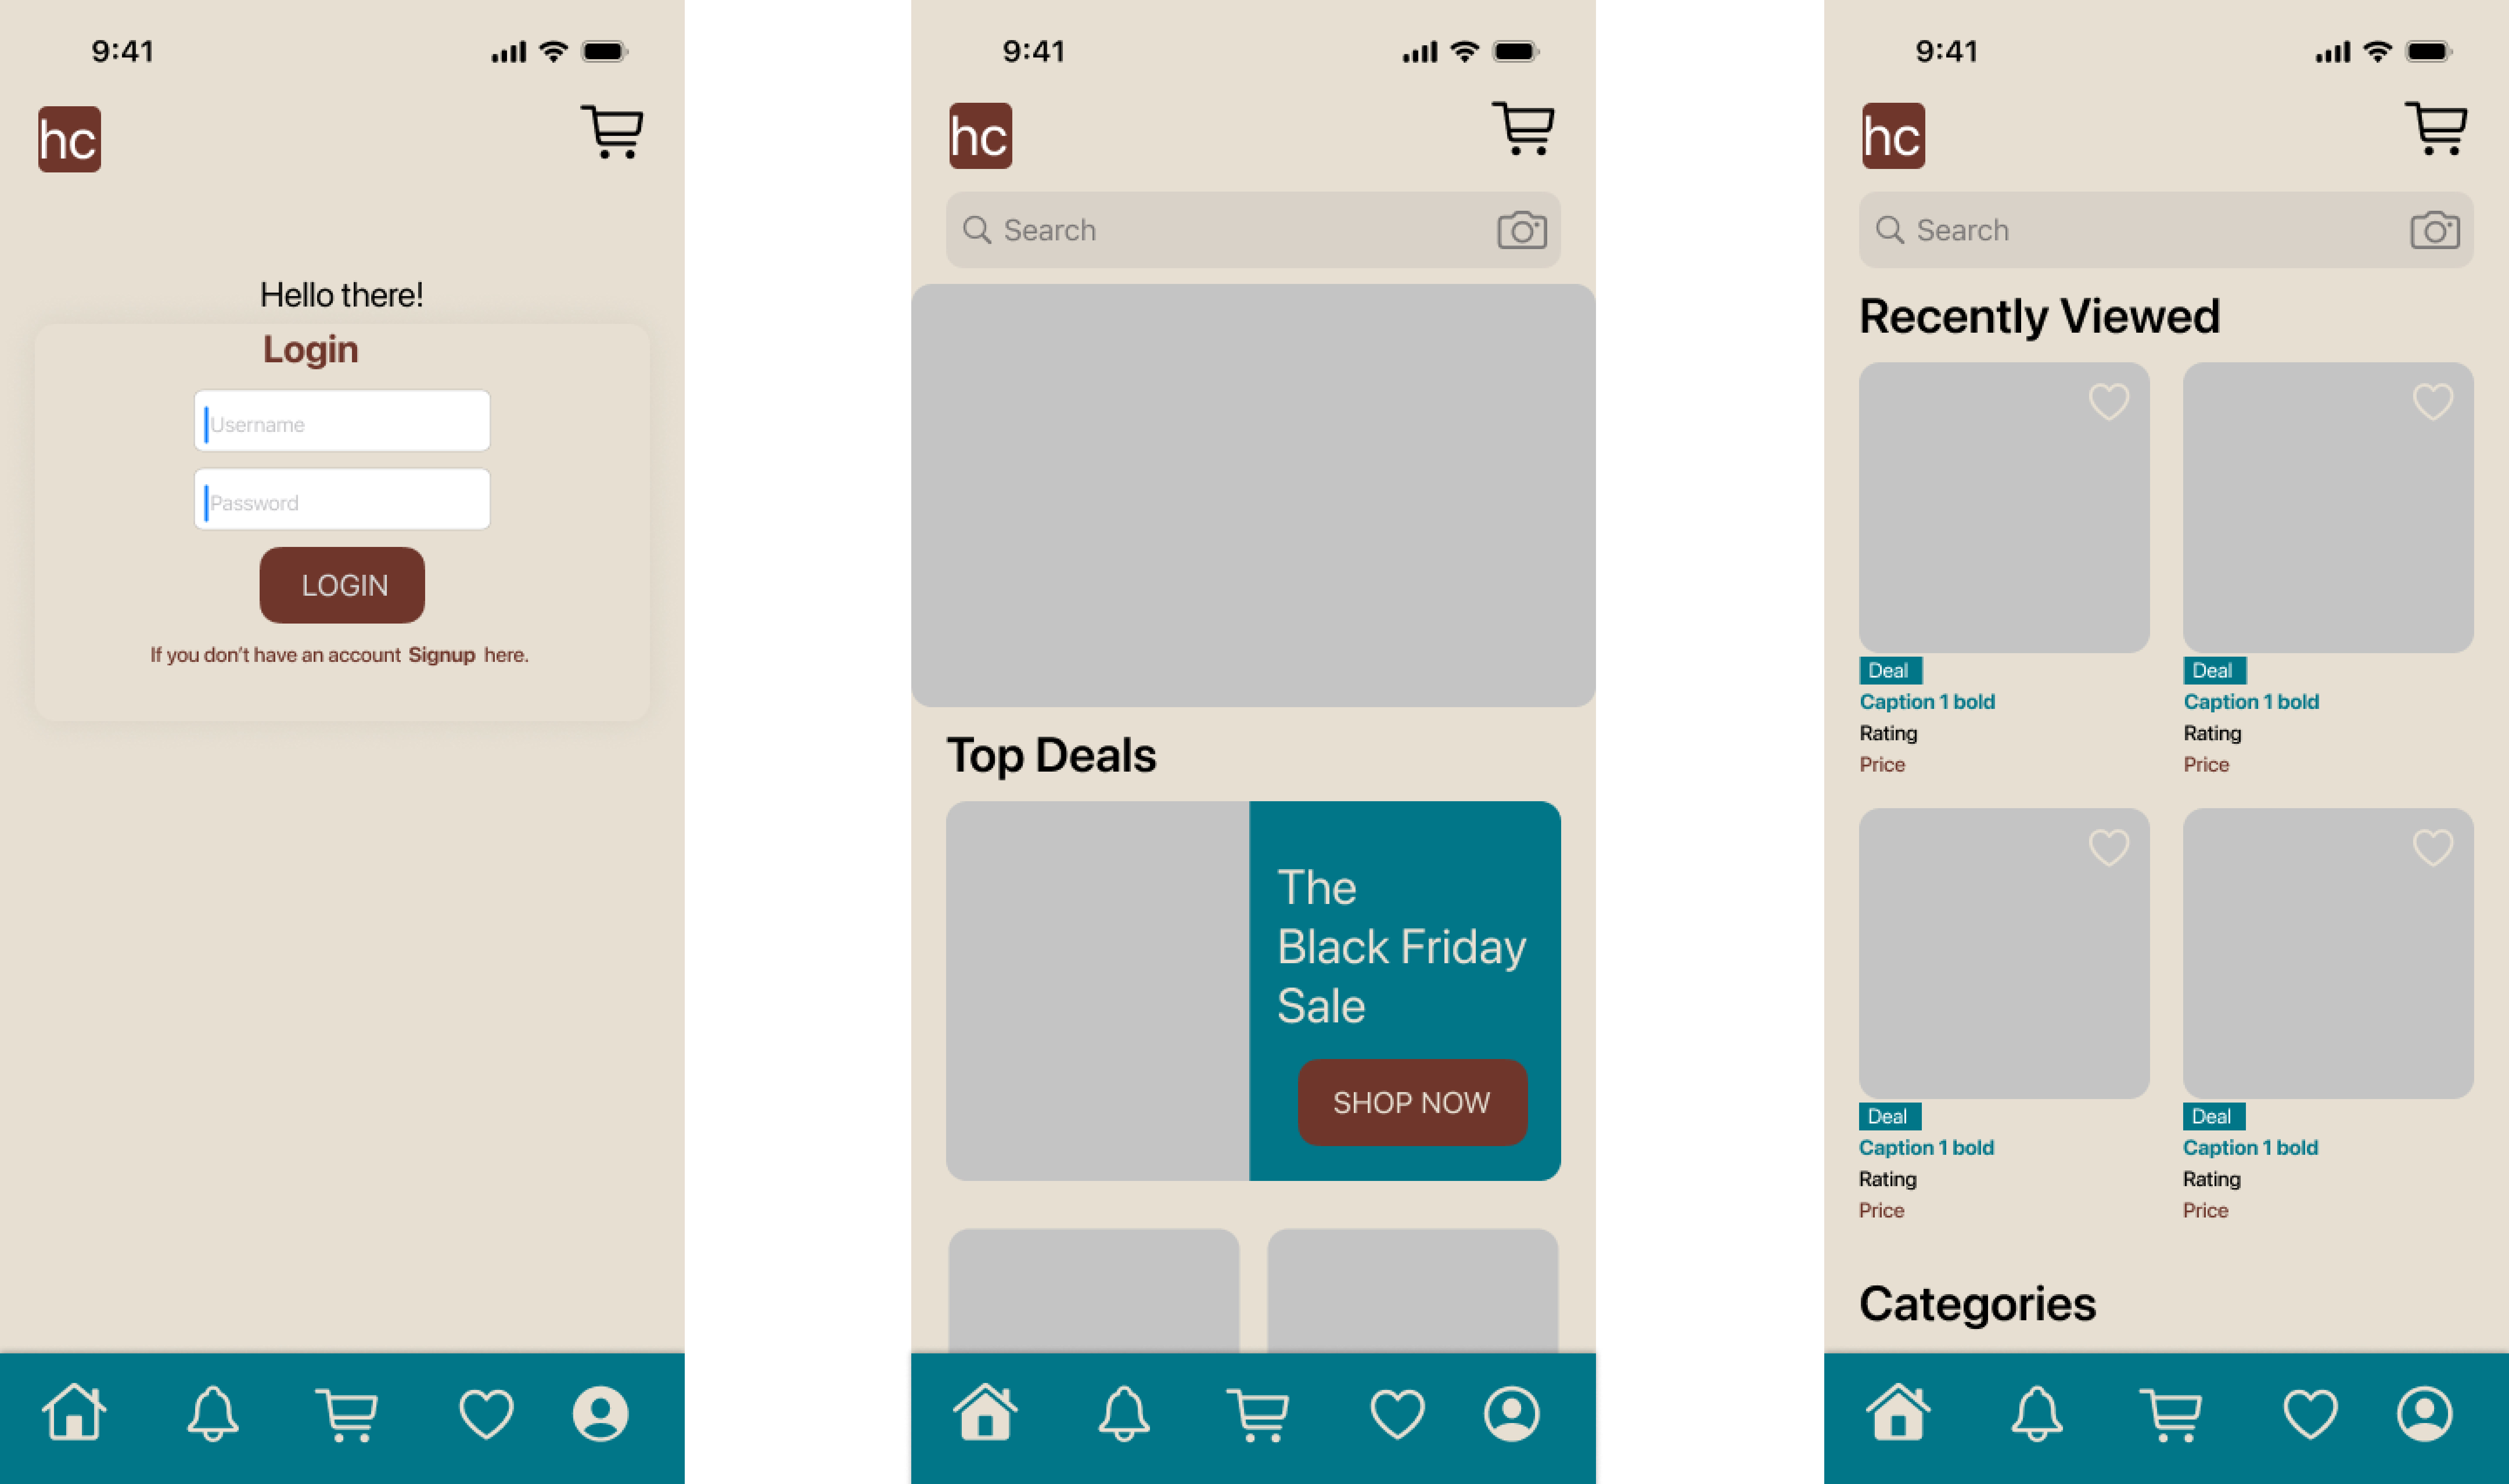 9:41
hc
Hello there!
Login
Username
Password
LOGIN
If you don't have an account Signup here.
9:41
hc
Search
Top Deals
The
Black Friday
Sale
SHOP NOW
9:41
hc
Search
Recently Viewed
Deal
Caption 1 bold
Rating
Price
Deal
Caption 1 bold
Rating
Price
Deal
Caption 1 bold
Rating
Price
Deal
Caption 1 bold
Rating
Price
Categories